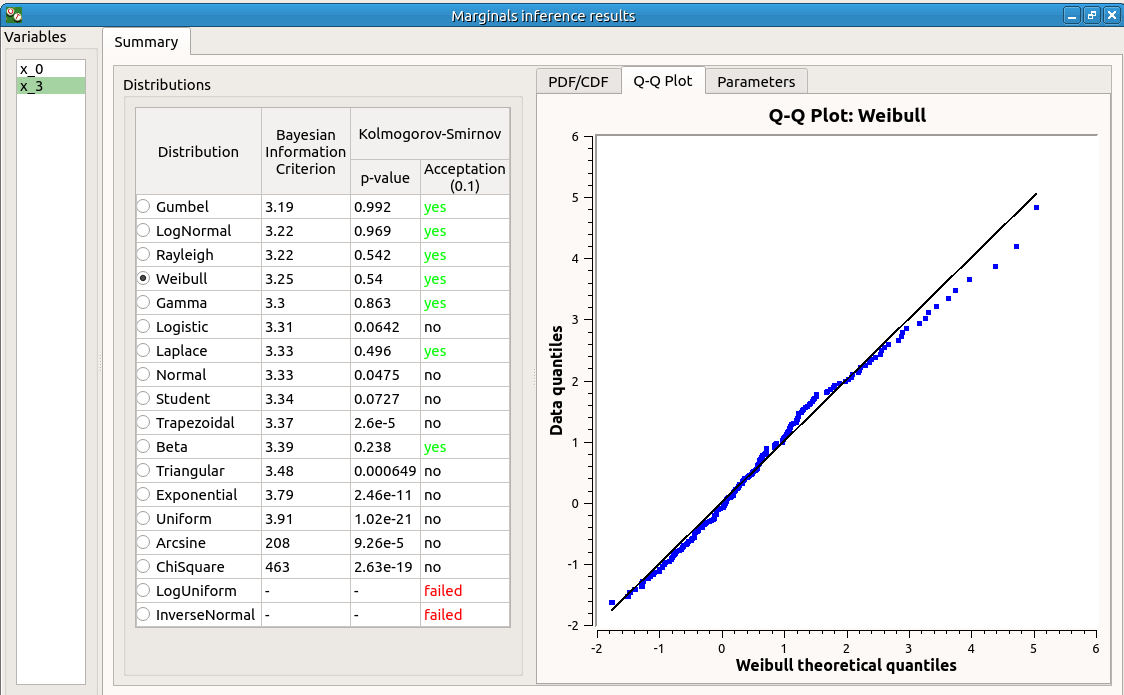 Marginals inference results
Variables
x_0
x_3
Summary
Distributions
Distribution
Bayesian
Information
Criterion
Kolmogorov-Smirnov
p-value
Acceptation
(0.1)
Gumbel 3.19 0.992 yes
LogNormal 3.22 0.969 yes
Rayleigh 3.22 0.542 yes
Weibull 3.25 0.54 yes
Gamma 3.3 0.863 yes
Logistic 3.31 0.0642 no
Laplace 3.33 0.496 yes
Normal 3.33 0.0475 no
Student 3.34 0.0727 no
Trapezoidal 3.37 2.6e-5 no
Beta 3.39 0.238 yes
Triangular 3.48 0.000649 no
Exponential 3.79 2.46e-11 no
Uniform 3.91 1.02e-21 no
Arcsine 208 9.26e-5 no
ChiSquare 463 2.63e-19 no
LogUniform - - failed
InverseNormal - - failed
PDF/CDF Q-Q Plot Parameters
Q-Q Plot: Weibull
Data quantiles
6
5
4
3
2
1
0
-1
-2
-2 -1 0 1 2 3 4 5 6
Weibull theoretical quantiles